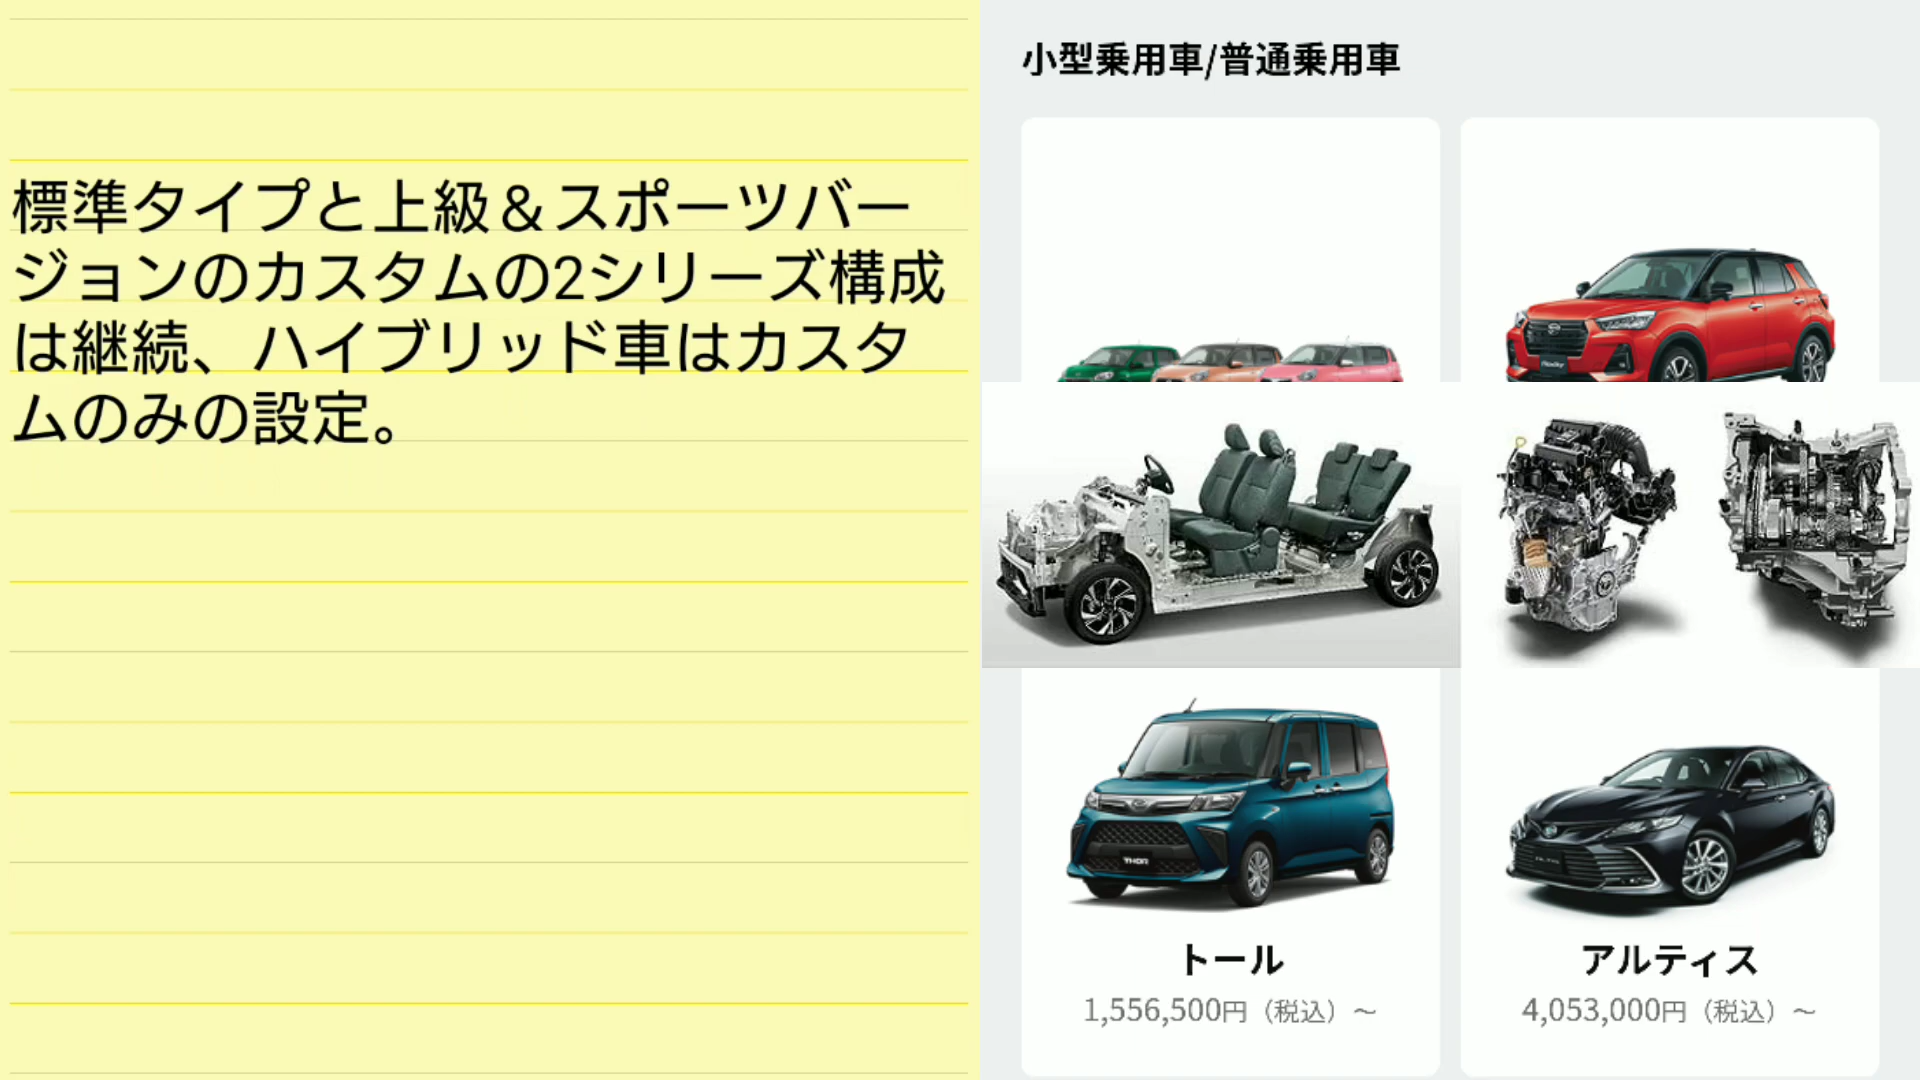 標準タイプと上級＆スポーツバー
ジョンのカスタムの2シリーズ構成
は継続、ハイブリッド車はカスタ
ムのみの設定。
小型乗用車/普通乗用車
Rocky
THOR
トール
1,556,500円（税込）～
ALTIS
アルティス
4,053,000円（税込）～